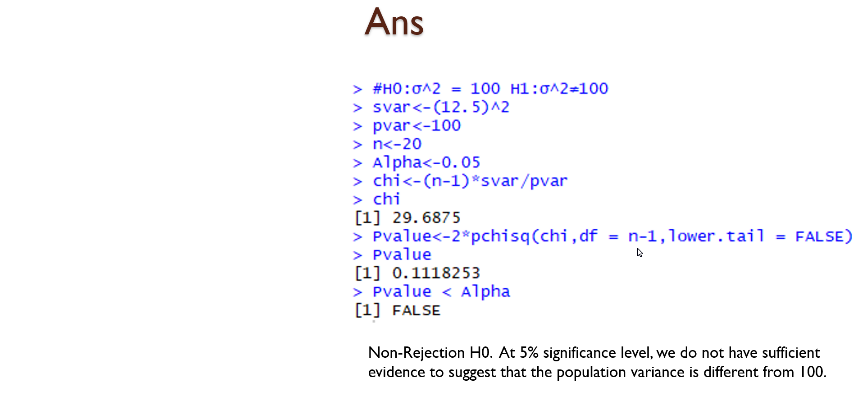 Ans
> #H0:σ^2 = 100 H1:σ^2≠100
> svar<-(12.5)^2
> pvar<-100
> n<-20
> Alpha<-0.05
> chi<-(n-1)*svar/pvar
> chi
[1] 29.6875
> Pvalue<-2*pchisq(chi,df = n-1,lower.tail = FALSE)
> Pvalue
[1] 0.1118253
> Pvalue < Alpha
[1] FALSE
Non-Rejection H0. At 5% significance level, we do not have sufficient
evidence to suggest that the population variance is different from 100.